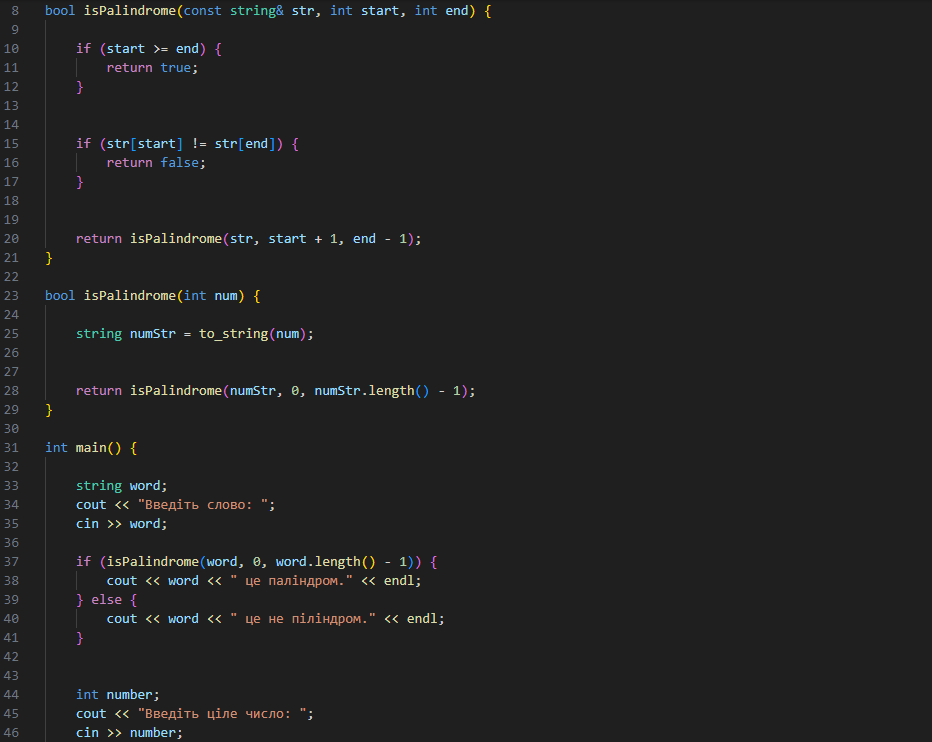 8 bool isPalindrome(const string& str, int start, int end) {
9
10 if (start >= end) {
11 return true;
12 }
13
14
15 if (str[start] != str[end]) {
16 return false;
17 }
18
19
20 return isPalindrome(str, start + 1, end - 1);
21 }
22
23 bool isPalindrome(int num) {
24
25 string numStr = to_string(num);
26
27
28 return isPalindrome(numStr, 0, numStr.length() - 1);
29 }
30
31 int main() {
32
33 string word;
34 cout << "Введіть слово: ";
35 cin >> word;
36
37 if (isPalindrome(word, 0, word.length() - 1)) {
38 cout << word << " це паліндром." << endl;
39 } else {
40 cout << word << " це не піліндром." << endl;
41 }
42
43
44 int number;
45 cout << "Введіть ціле число: ";
46 cin >> number;